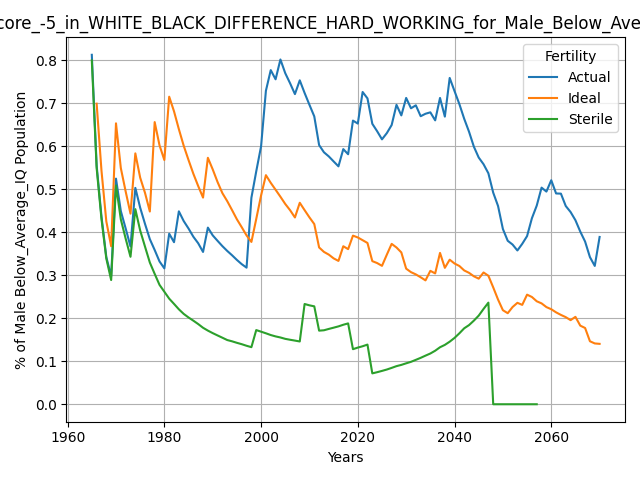 core_-5_in_WHITE_BLACK_DIFFERENCE_HARD_WORKING_for_Male_Below_Ave
Fertility
Actual
Ideal
Sterile
% of Male Below_Average_IQ Population
0.8
0.7
0.6
0.5
0.4
0.3
0.2
0.1
0.0
1960 1980 2000 2020 2040 2060
Years